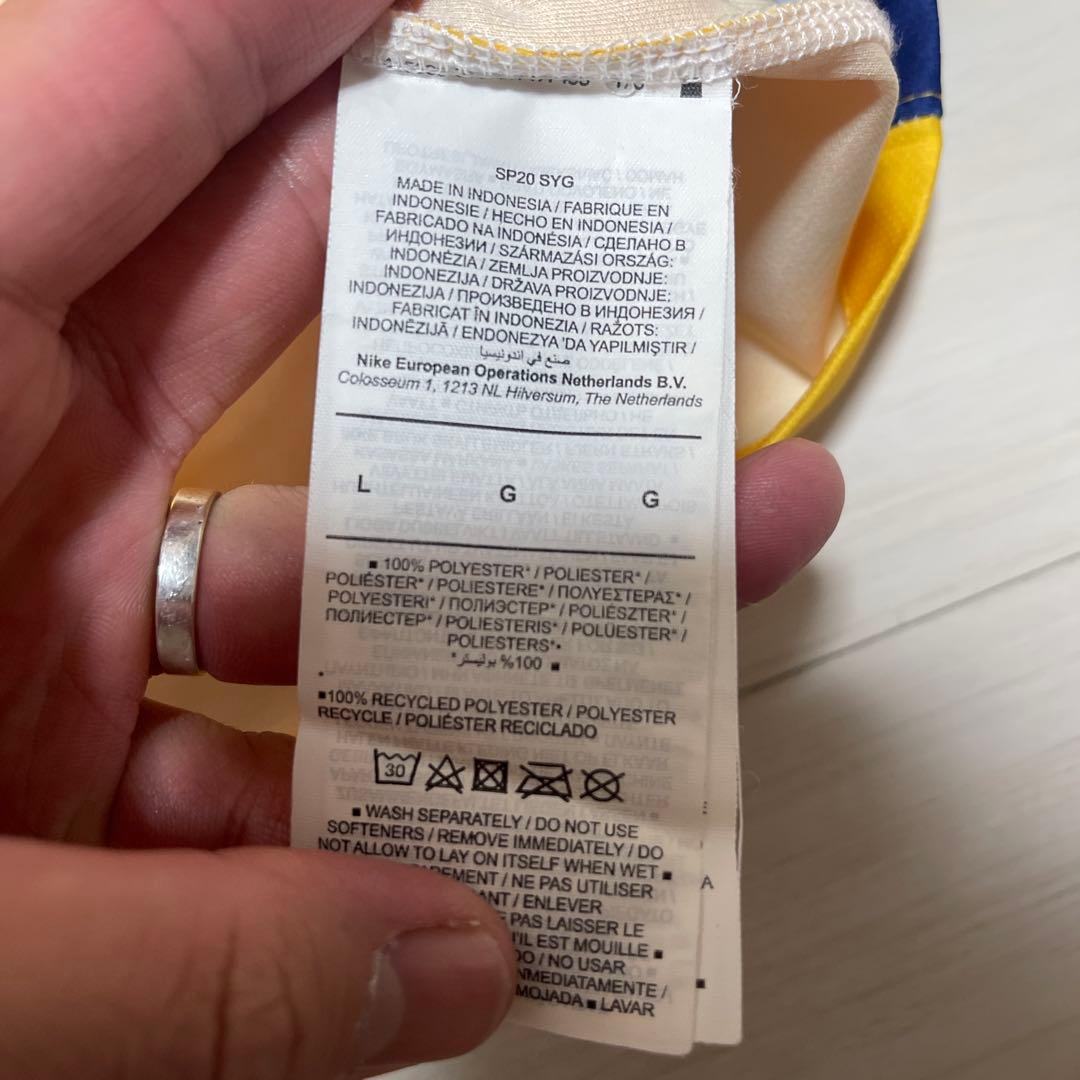 SP20 SYG
MADE IN INDONESIA / FABRIQUE EN
INDONESIE / HECHO EN INDONESIA /
FABRICADO NA INDONÉSIA / СДЕЛАНО В
ИНДОНЕЗИИ / SZÁRMAZÁSI ORSZÁG:
INDONÉZIA / ZEMLJA PROIZVODNJE:
INDONEZIJA / DRŽAVA PROIZVODNJE:
INDONEZIJA / ПРОИЗВЕДЕНО В ИНДОНЕЗИЯ /
FABRICAT ÎN INDONEZIA / RAŽOTS:
INDONĒZIJĀ / ENDONEZYA 'DA YAPILMIŞTIR /
صنع في اندونيسيا
Nike European Operations Netherlands B.V.
Colosseum 1, 1213 NL Hilversum, The Netherlands
L G G
■ 100% POLYESTER* / POLIESTER* /
POLIÉSTER* / POLIESTERE* / ΠΟΛΥΕΣΤΕΡΑΣ* /
POLYESTERI* / ПОЛИЭСТЕР* / POLIÉSZTER* /
ПОЛИЕСТЕР* / POLIESTERIS* / POLÜESTER* /
POLIESTERS*
%100 بوليستر* ■
■100% RECYCLED POLYESTER / POLYESTER
RECYCLE / POLIÉSTER RECICLADO
30
■ WASH SEPARATELY / DO NOT USE
SOFTENERS / REMOVE IMMEDIATELY / DO
NOT ALLOW TO LAY ON ITSELF WHEN WET ■
/ NE PAS UTILISER
/ ENLEVER
PAS LAISSER LE
EST MOUILLE ■
/ NO USAR
/
MOJADA ■ LAVAR
A